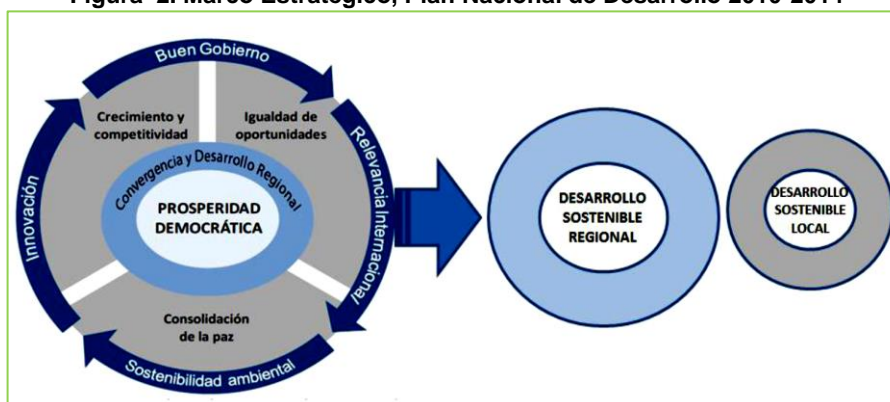 Figura 2. Marco Estratégico, Plan Nacional de Desarrollo 2010-2014
Buen Gobierno
Crecimiento y
competitividad
Igualdad de
oportunidades
Innovación
Relevancia Internacional
Convergencia y Desarrollo Regional
PROSPERIDAD
DEMOCRÁTICA
Consolidación
de la paz
Sostenibilidad ambiental
DESARROLLO
SOSTENIBLE
REGIONAL
DESARROLLO
SOSTENIBLE
LOCAL